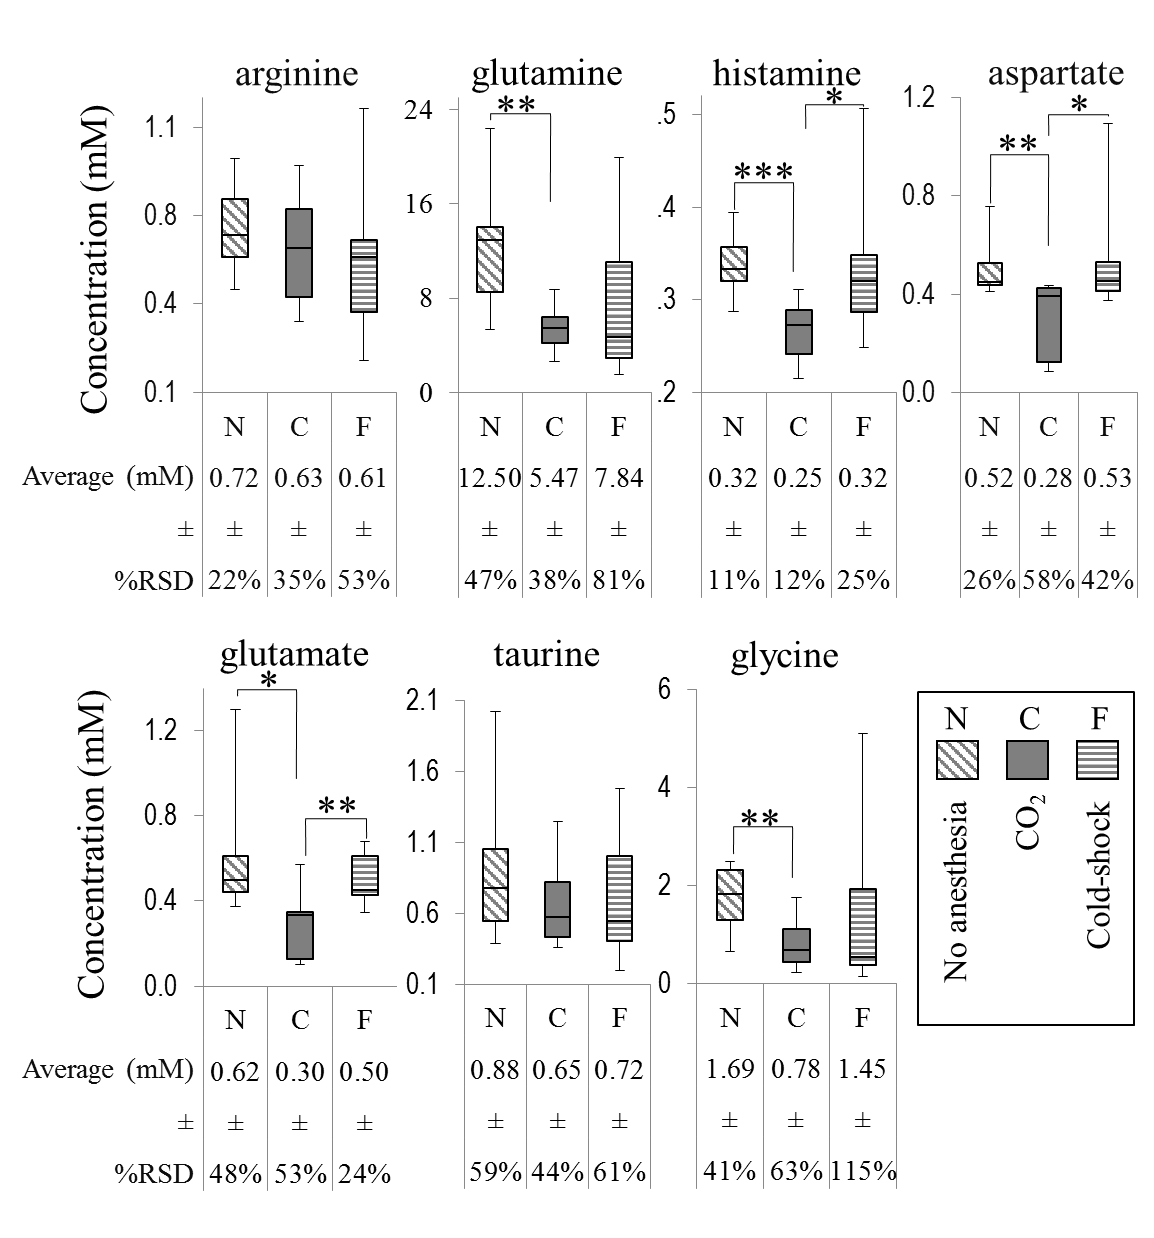 arginine glutamine histamine aspartate
** * *** ** *
Concentration (mM)
1.1
0.8
0.4
0.1
24
16
8
0
.5
.4
.3
.2
1.2
0.8
0.4
0.0
N C F N C F N C F N C F
Average (mM) 0.72 0.63 0.61 12.50 5.47 7.84 0.32 0.25 0.32 0.52 0.28 0.53
± ± ± ± ± ± ± ± ± ± ± ± ±
%RSD 22% 35% 53% 47% 38% 81% 11% 12% 25% 26% 58% 42%
glutamate taurine glycine
* ** **
Concentration (mM)
1.2
0.8
0.4
0.0
2.1
1.6
1.1
0.6
0.1
6
4
2
0
N C F N C F N C F
Average (mM) 0.62 0.30 0.50 0.88 0.65 0.72 1.69 0.78 1.45
± ± ± ± ± ± ± ± ± ±
%RSD 48% 53% 24% 59% 44% 61% 41% 63% 115%
N C F
No anesthesia
CO₂
Cold-shock